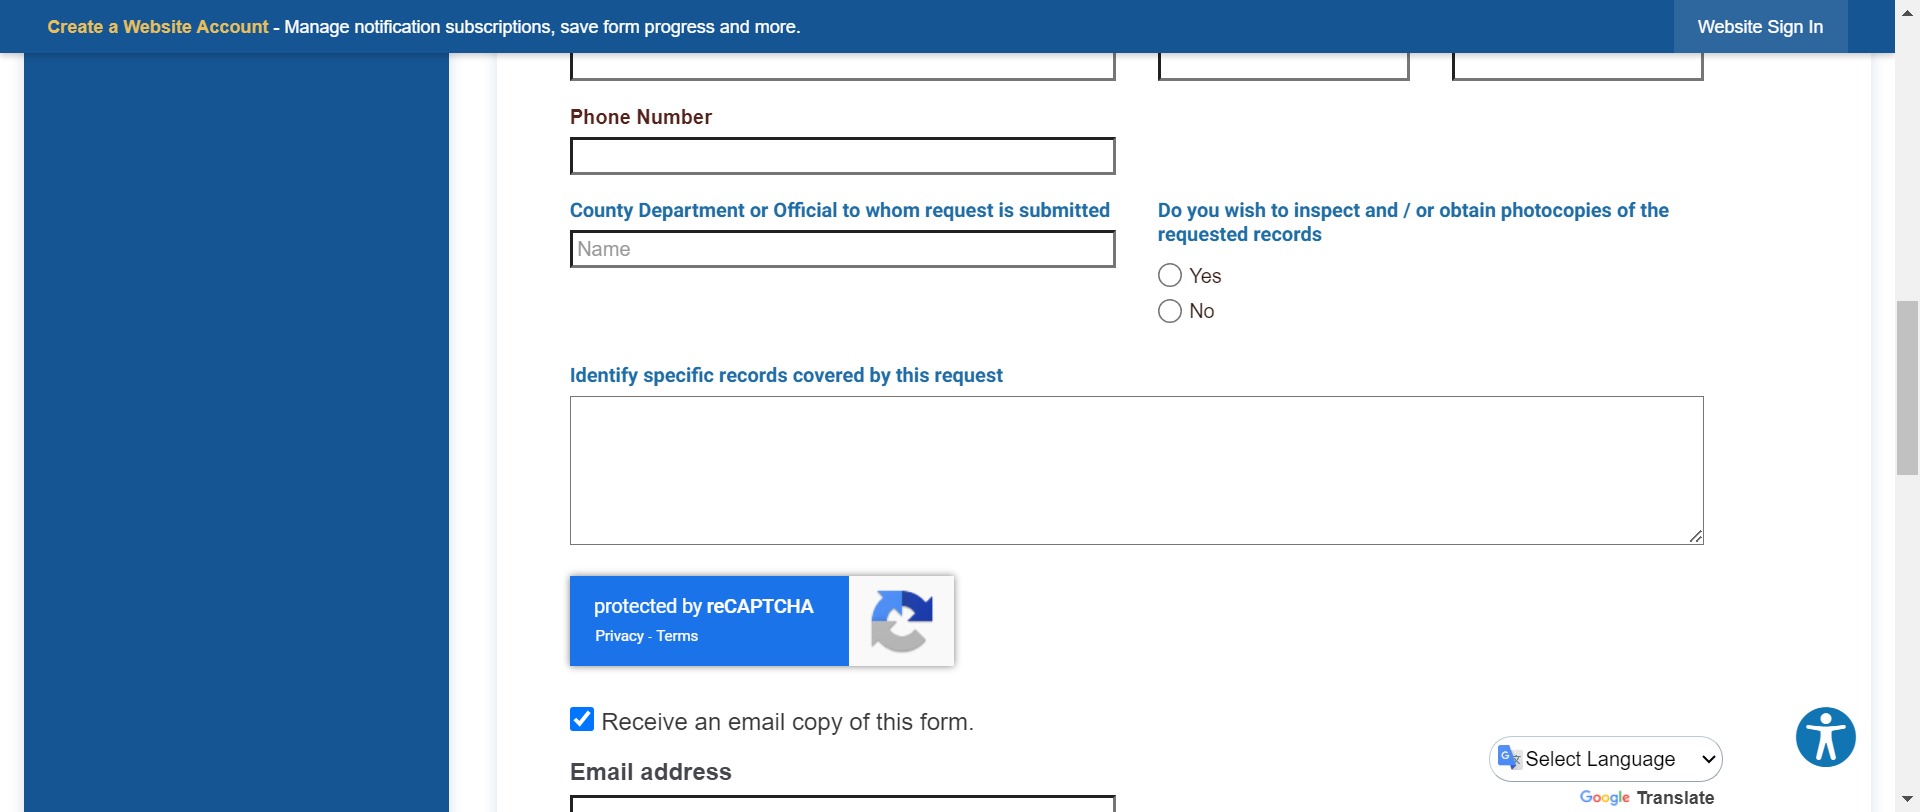 Create a Website Account - Manage notification subscriptions, save form progress and more.
Website Sign In
Phone Number
County Department or Official to whom request is submitted
Name
Do you wish to inspect and / or obtain photocopies of the
requested records
Yes
No
Identify specific records covered by this request
protected by reCAPTCHA
Privacy - Terms
Receive an email copy of this form.
Email address
Select Language
Google Translate